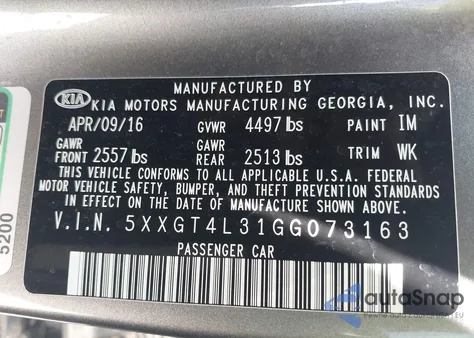 MANUFACTURED BY
KIA KIA MOTORS MANUFACTURING GEORGIA, INC.
APR/09/16 GVWR 4497 lbs PAINT IM
GAWR FRONT 2557 lbs GAWR REAR 2513 lbs TRIM WK
THIS VEHICLE CONFORMS TO ALL APPLICABLE U.S.A. FEDERAL
MOTOR VEHICLE SAFETY, BUMPER, AND THEFT PREVENTION STANDARDS
IN EFFECT ON THE DATE OF MANUFACTURE SHOWN ABOVE.
V.I.N. 5XXGT4L31GG073163
PASSENGER CAR
5200
autoSnap